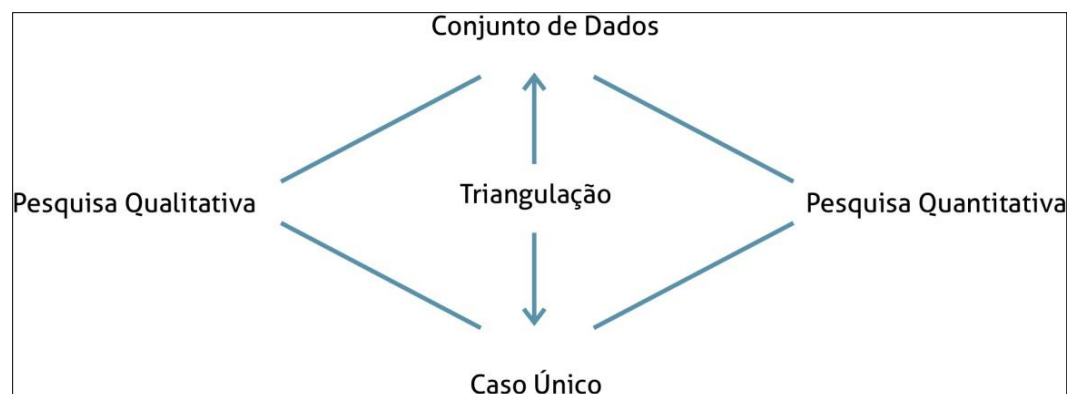 Conjunto de Dados
Pesquisa Qualitativa
Triangulação
Pesquisa Quantitativa
Caso Único